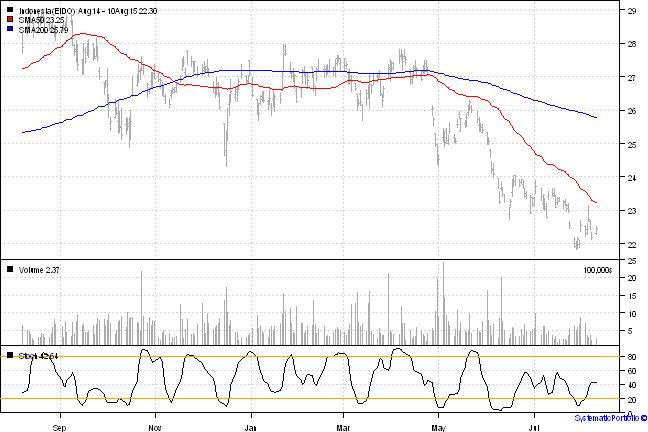 Indonesia(EIDO) Aug14 - 10Aug15 22.30
SMA50 23.25
SMA200 25.79
29
28
27
26
25
24
23
22
Volume 2.37
100,000s
25
20
15
10
5
Stoch 42.64
80
60
40
20
0
Sep
Nov
Jan
Mar
May
Jul
SystematicPortfolio ©